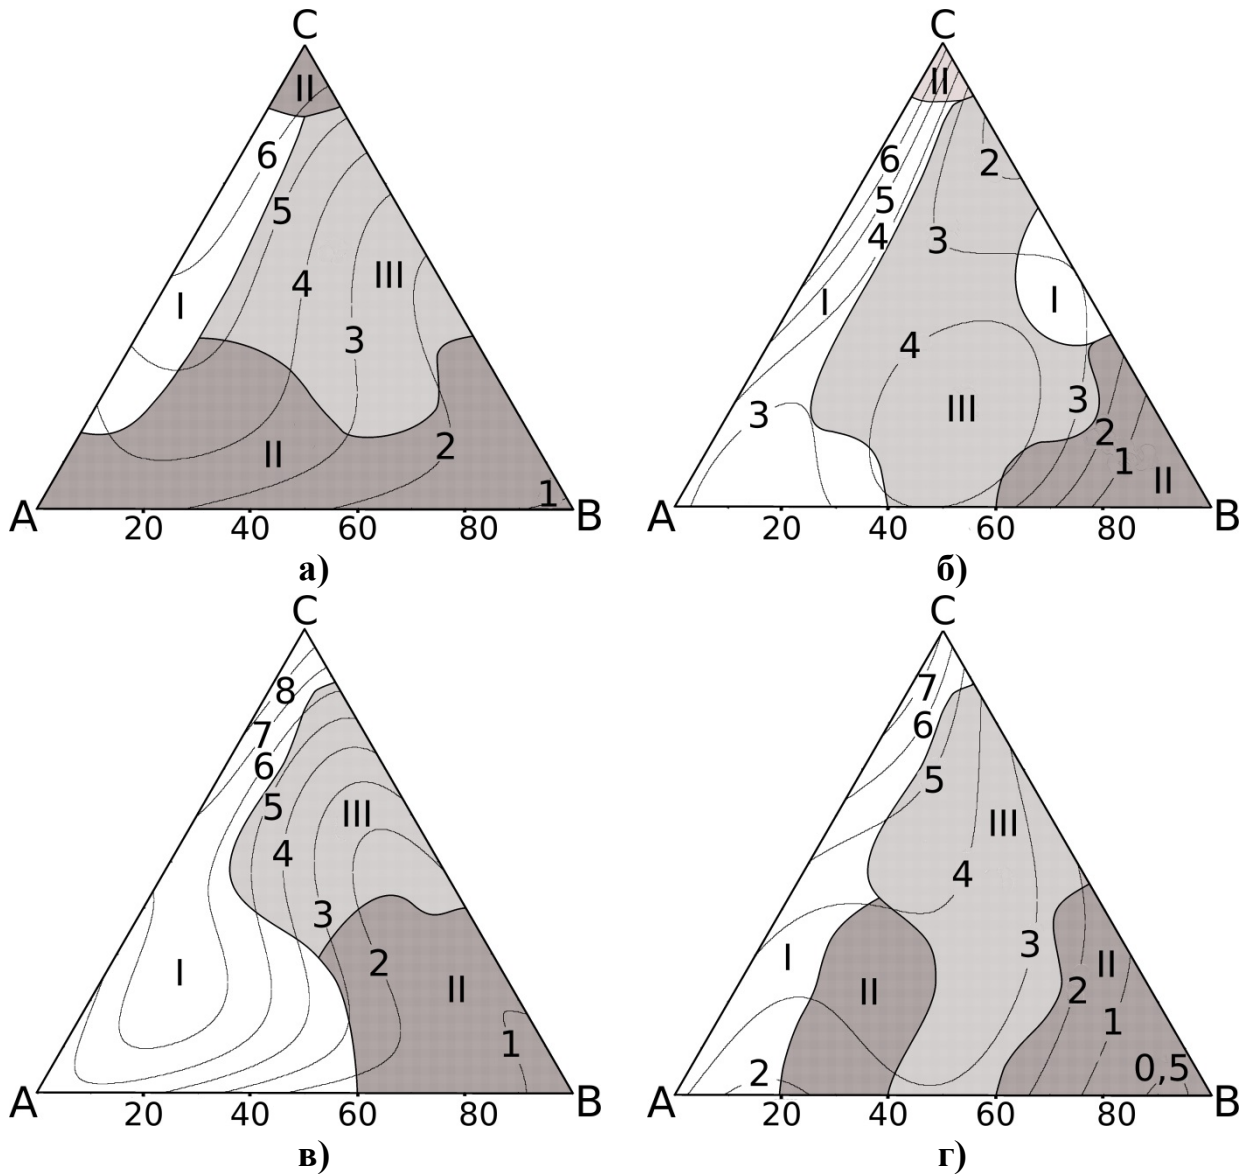 C C
II II
6 6 2
5 5
4 3
4 III
I I I
3 4
3 III 3
2 2
II 1 II
A 1 B A B
20 40 60 80 20 40 60 80
а) б)
C C
8 7
7 6
6 5
5 III III
4 4
3 3
I 2 II I II II
2
1 1
2 0,5
A B A B
20 40 60 80 20 40 60 80
в) г)